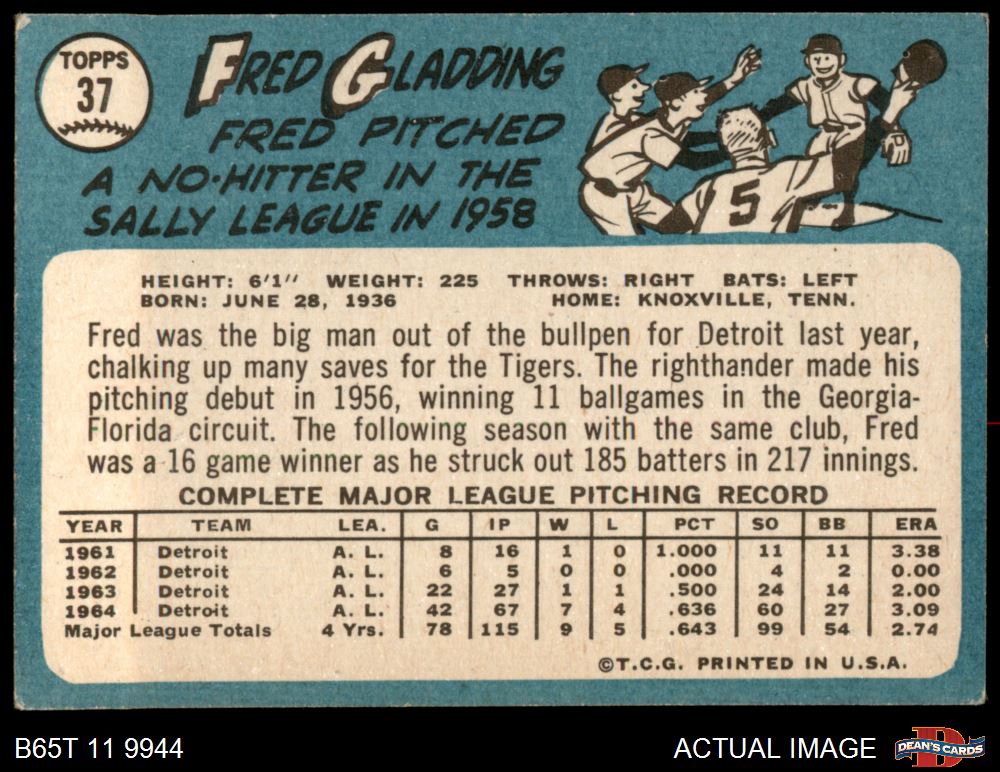 TOPPS
37
FRED GLADDING
FRED PITCHED
A NO-HITTER IN THE
SALLY LEAGUE IN 1958
5
HEIGHT: 6'1" WEIGHT: 225 THROWS: RIGHT BATS: LEFT
BORN: JUNE 28, 1936 HOME: KNOXVILLE, TENN.
Fred was the big man out of the bullpen for Detroit last year,
chalking up many saves for the Tigers. The righthander made his
pitching debut in 1956, winning 11 ballgames in the Georgia-
Florida circuit. The following season with the same club, Fred
was a 16 game winner as he struck out 185 batters in 217 innings.
COMPLETE MAJOR LEAGUE PITCHING RECORD
YEAR TEAM LEA. G IP W L PCT SO BB ERA
1961 Detroit A. L. 8 16 1 0 1.000 11 11 3.38
1962 Detroit A. L. 6 5 0 0 .000 4 2 0.00
1963 Detroit A. L. 22 27 1 1 .500 24 14 2.00
1964 Detroit A. L. 42 67 7 4 .636 60 27 3.09
Major League Totals 4 Yrs. 78 115 9 5 .643 99 54 2.74
©T.C.G. PRINTED IN U.S.A.
B65T 11 9944 ACTUAL IMAGE
D
DEAN'S CARDS